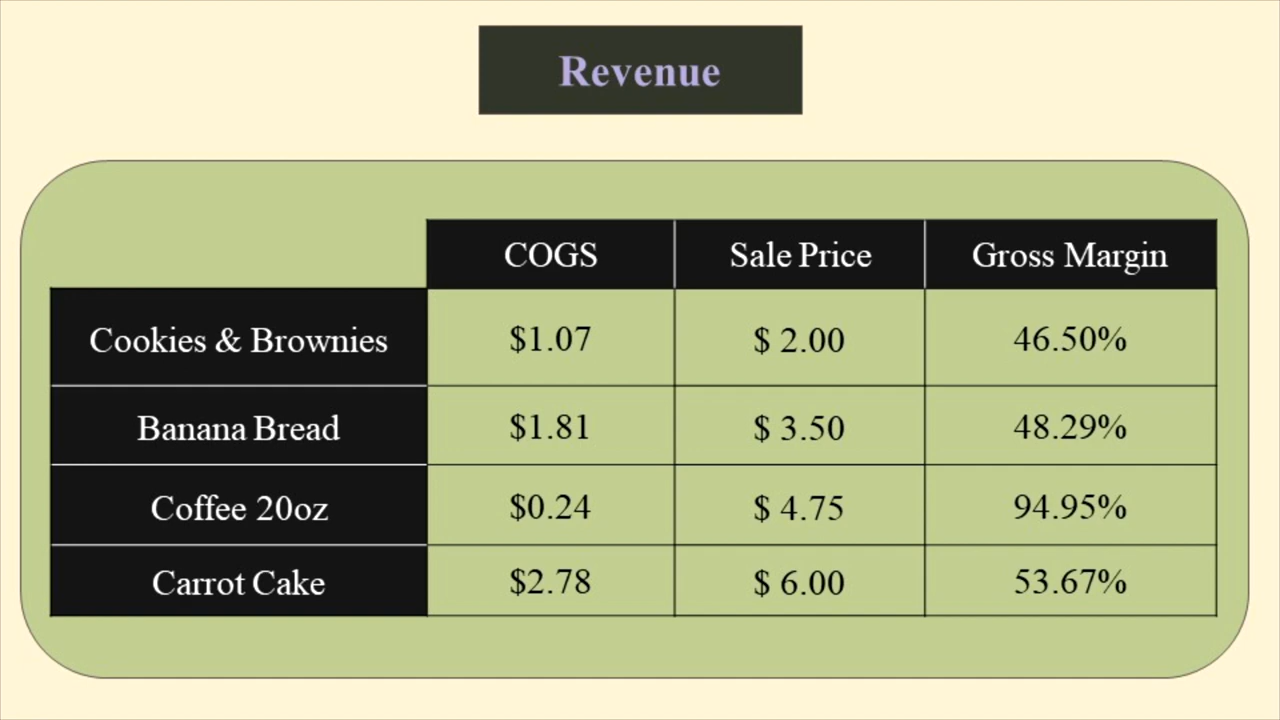 Revenue
COGS Sale Price Gross Margin
Cookies & Brownies $1.07 $ 2.00 46.50%
Banana Bread $1.81 $ 3.50 48.29%
Coffee 20oz $0.24 $ 4.75 94.95%
Carrot Cake $2.78 $ 6.00 53.67%